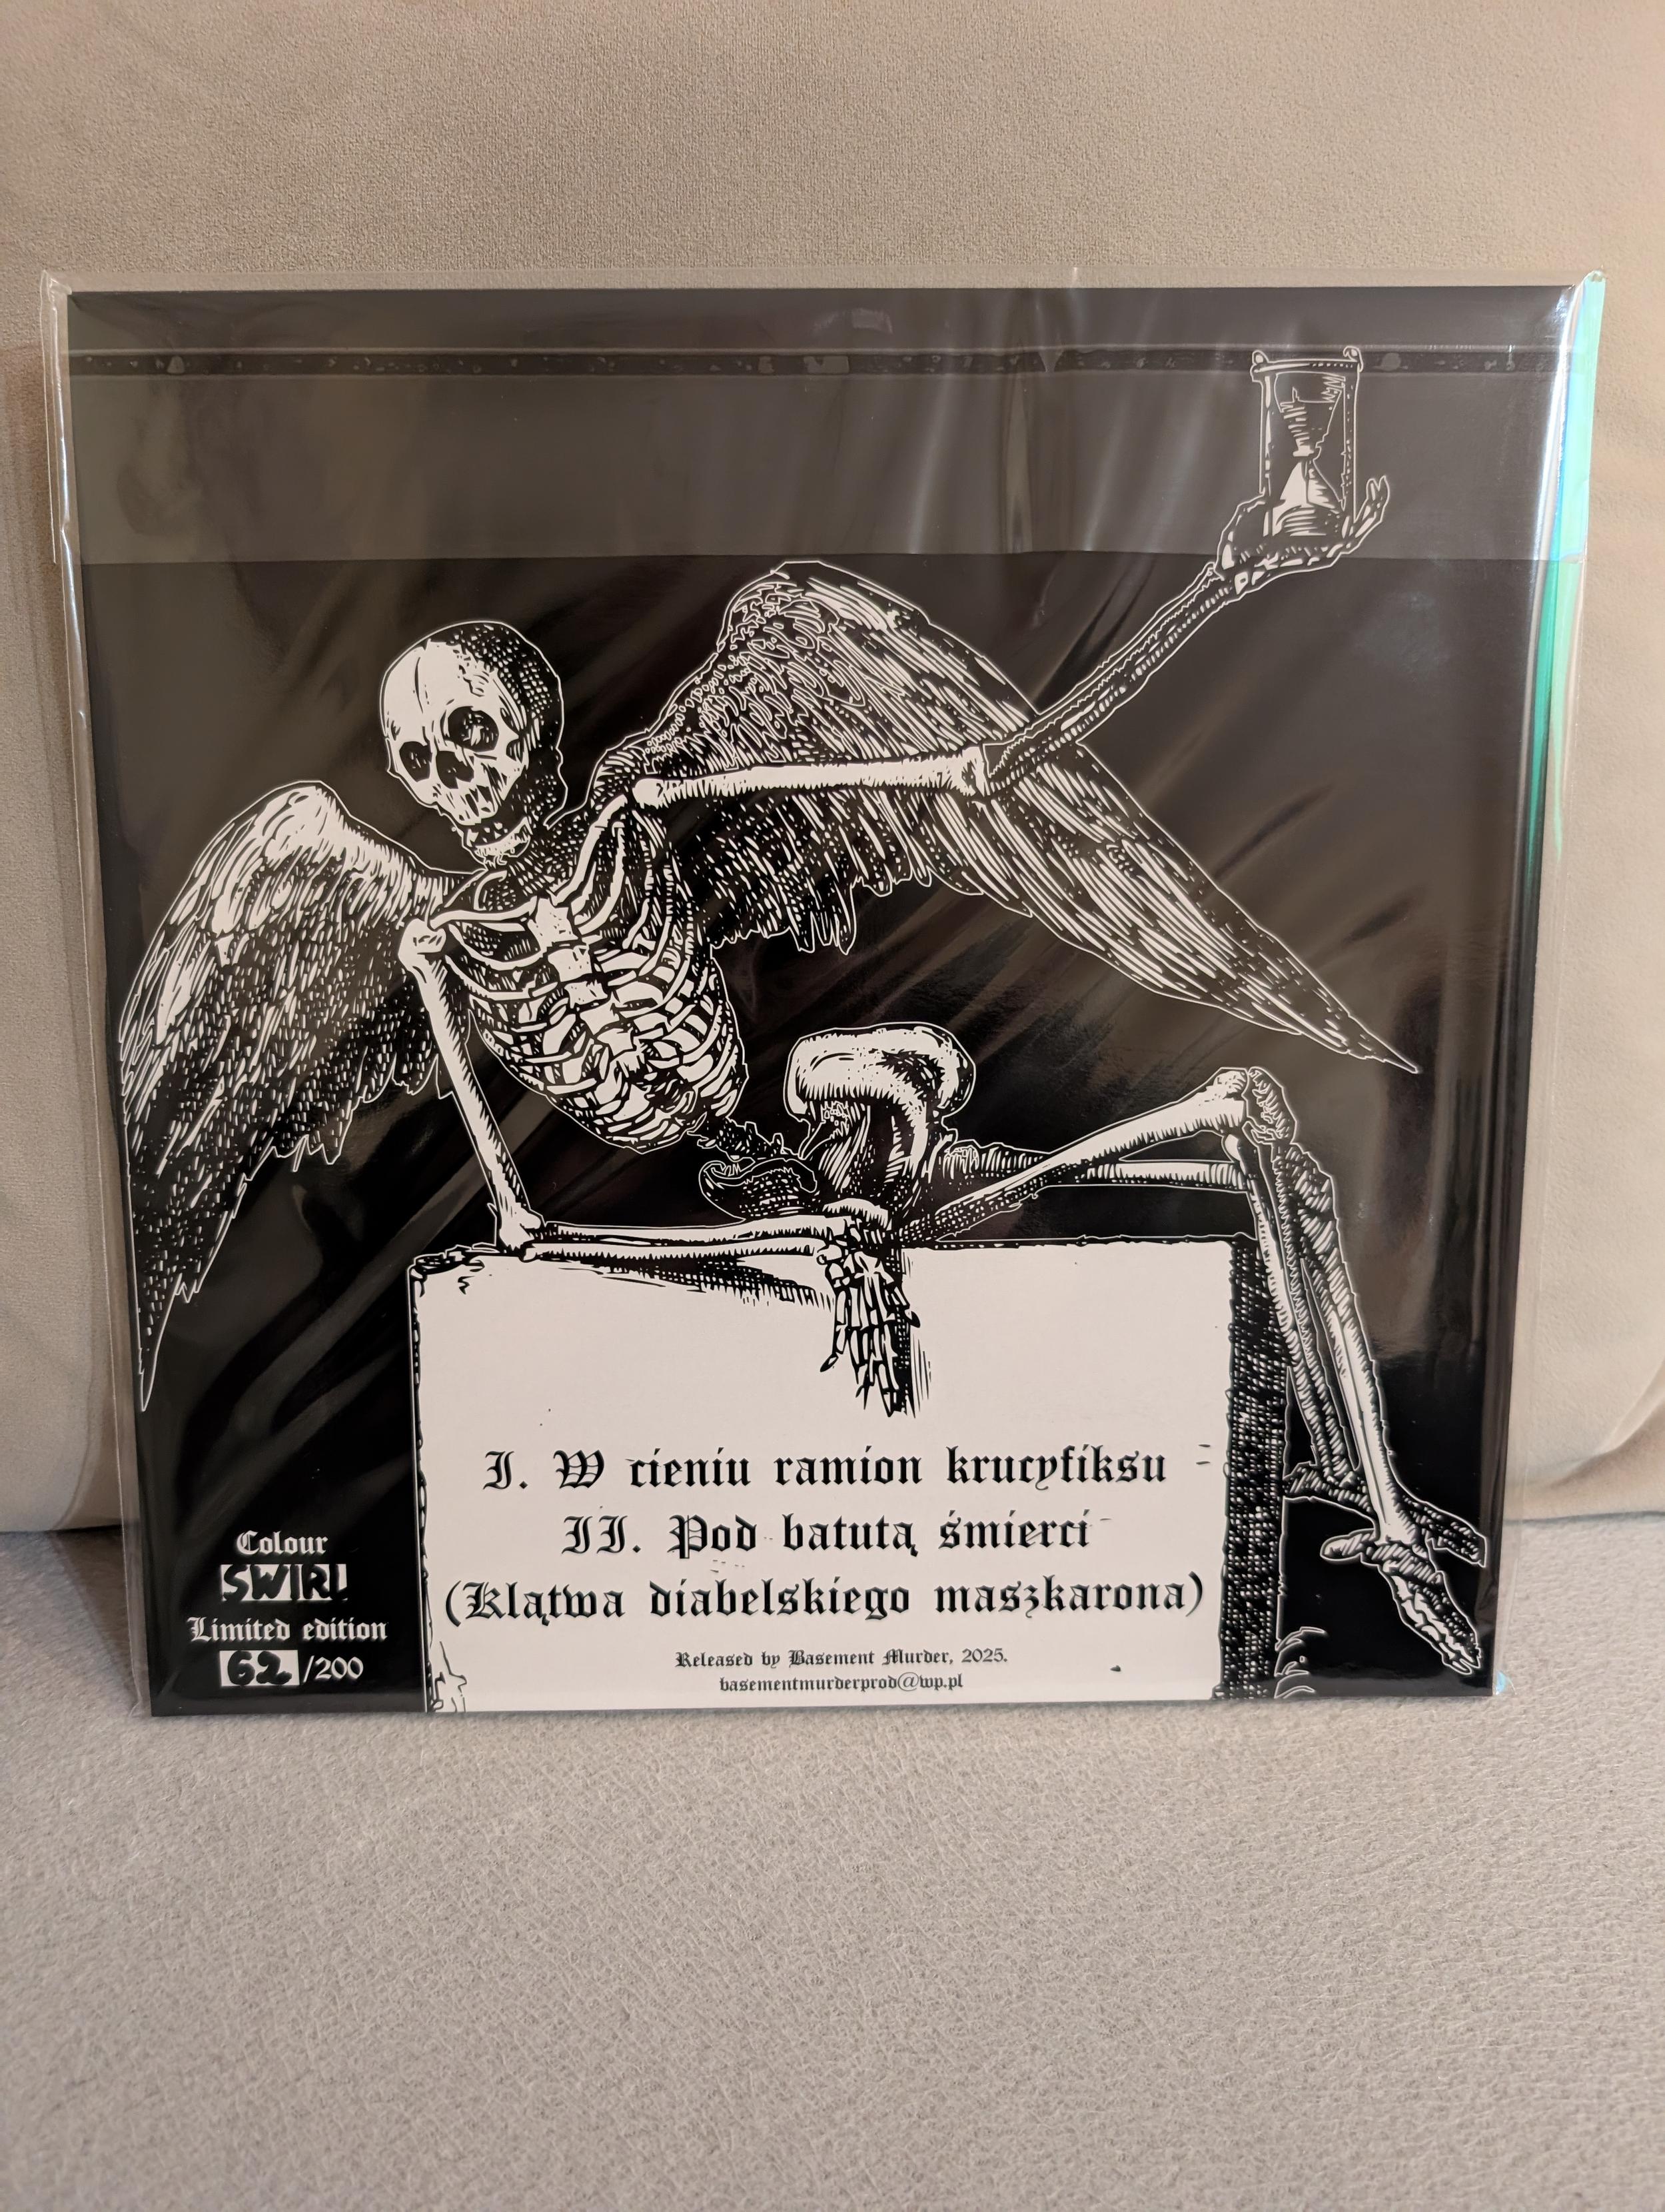 I. W cieniu ramion krucyfiksu
II. Pod batutą śmierci
(Klątwa diabelskiego maszkarona)
Released by Basement Murder, 2025.
basementmurderprod@wp.pl
Colour
SWIRL
Limited edition
62/200